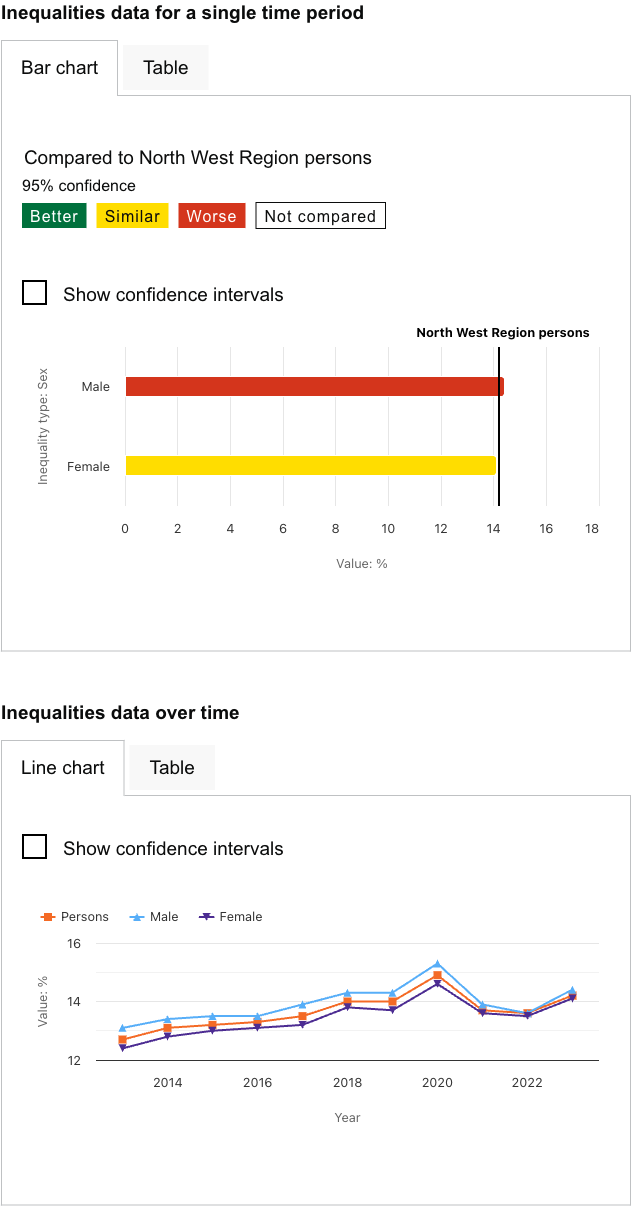 Inequalities data for a single time period
Bar chart
Table
Compared to North West Region persons
95% confidence
Better
Similar
Worse
Not compared
Show confidence intervals
North West Region persons
Inequality type: Sex
Male
Female
0 2 4 6 8 10 12 14 16 18
Value: %
Inequalities data over time
Line chart
Table
Show confidence intervals
Persons
Male
Female
Value: %
16
14
12
2014 2016 2018 2020 2022
Year